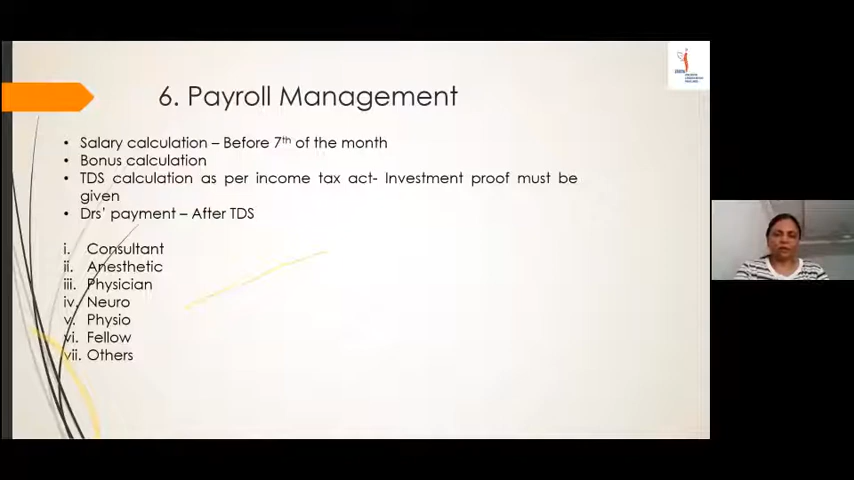 6. Payroll Management
• Salary calculation – Before 7th of the month
• Bonus calculation
• TDS calculation as per income tax act- Investment proof must be
given
• Drs' payment – After TDS
i. Consultant
ii. Anesthetic
iii. Physician
iv. Neuro
v. Physio
vi. Fellow
vii. Others